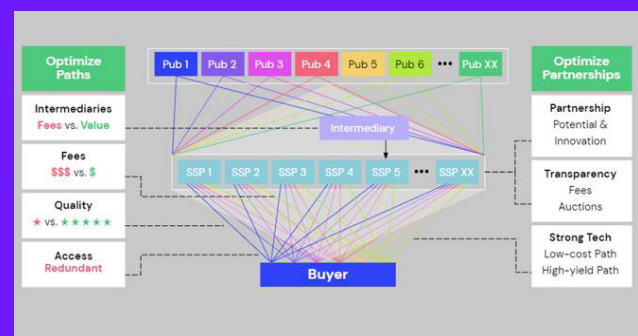 Optimize
Paths
Intermediaries
Fees vs. Value
Fees
$$$ vs. $
Quality
★ vs. ★★★★★
Access
Redundant
Pub 1 Pub 2 Pub 3 Pub 4 Pub 5 Pub 6 ••• Pub XX
Intermediary
SSP 1 SSP 2 SSP 3 SSP 4 SSP 5 ••• SSP XX
Buyer
Optimize
Partnerships
Partnership
Potential &
Innovation
Transparency
Fees
Auctions
Strong Tech
Low-cost Path
High-yield Path